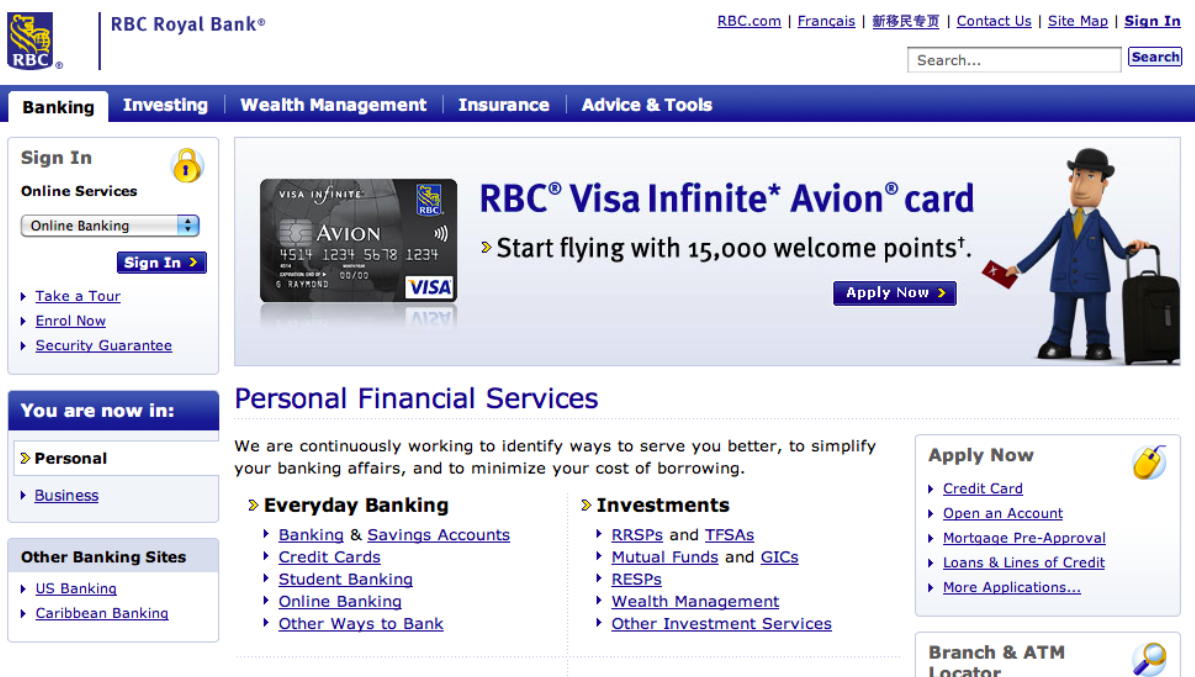 RBC ®
RBC Royal Bank®
RBC.com | Français | 新移民专页 | Contact Us | Site Map | Sign In
Search... Search
Banking Investing Wealth Management Insurance Advice & Tools
Sign In
Online Services
Online Banking
Sign In
Take a Tour
Enrol Now
Security Guarantee
VISA INFINITE
RBC
AVION
4514 1234 5678 1234
4514
00/00
G RAYMOND
VISA
RBC® Visa Infinite* Avion® card
Start flying with 15,000 welcome points†.
Apply Now
You are now in:
Personal
Business
Other Banking Sites
US Banking
Caribbean Banking
Personal Financial Services
We are continuously working to identify ways to serve you better, to simplify
your banking affairs, and to minimize your cost of borrowing.
Everyday Banking
Banking & Savings Accounts
Credit Cards
Student Banking
Online Banking
Other Ways to Bank
Investments
RRSPs and TFSAs
Mutual Funds and GICs
RESPs
Wealth Management
Other Investment Services
Apply Now
Credit Card
Open an Account
Mortgage Pre-Approval
Loans & Lines of Credit
More Applications...
Branch & ATM
Locator